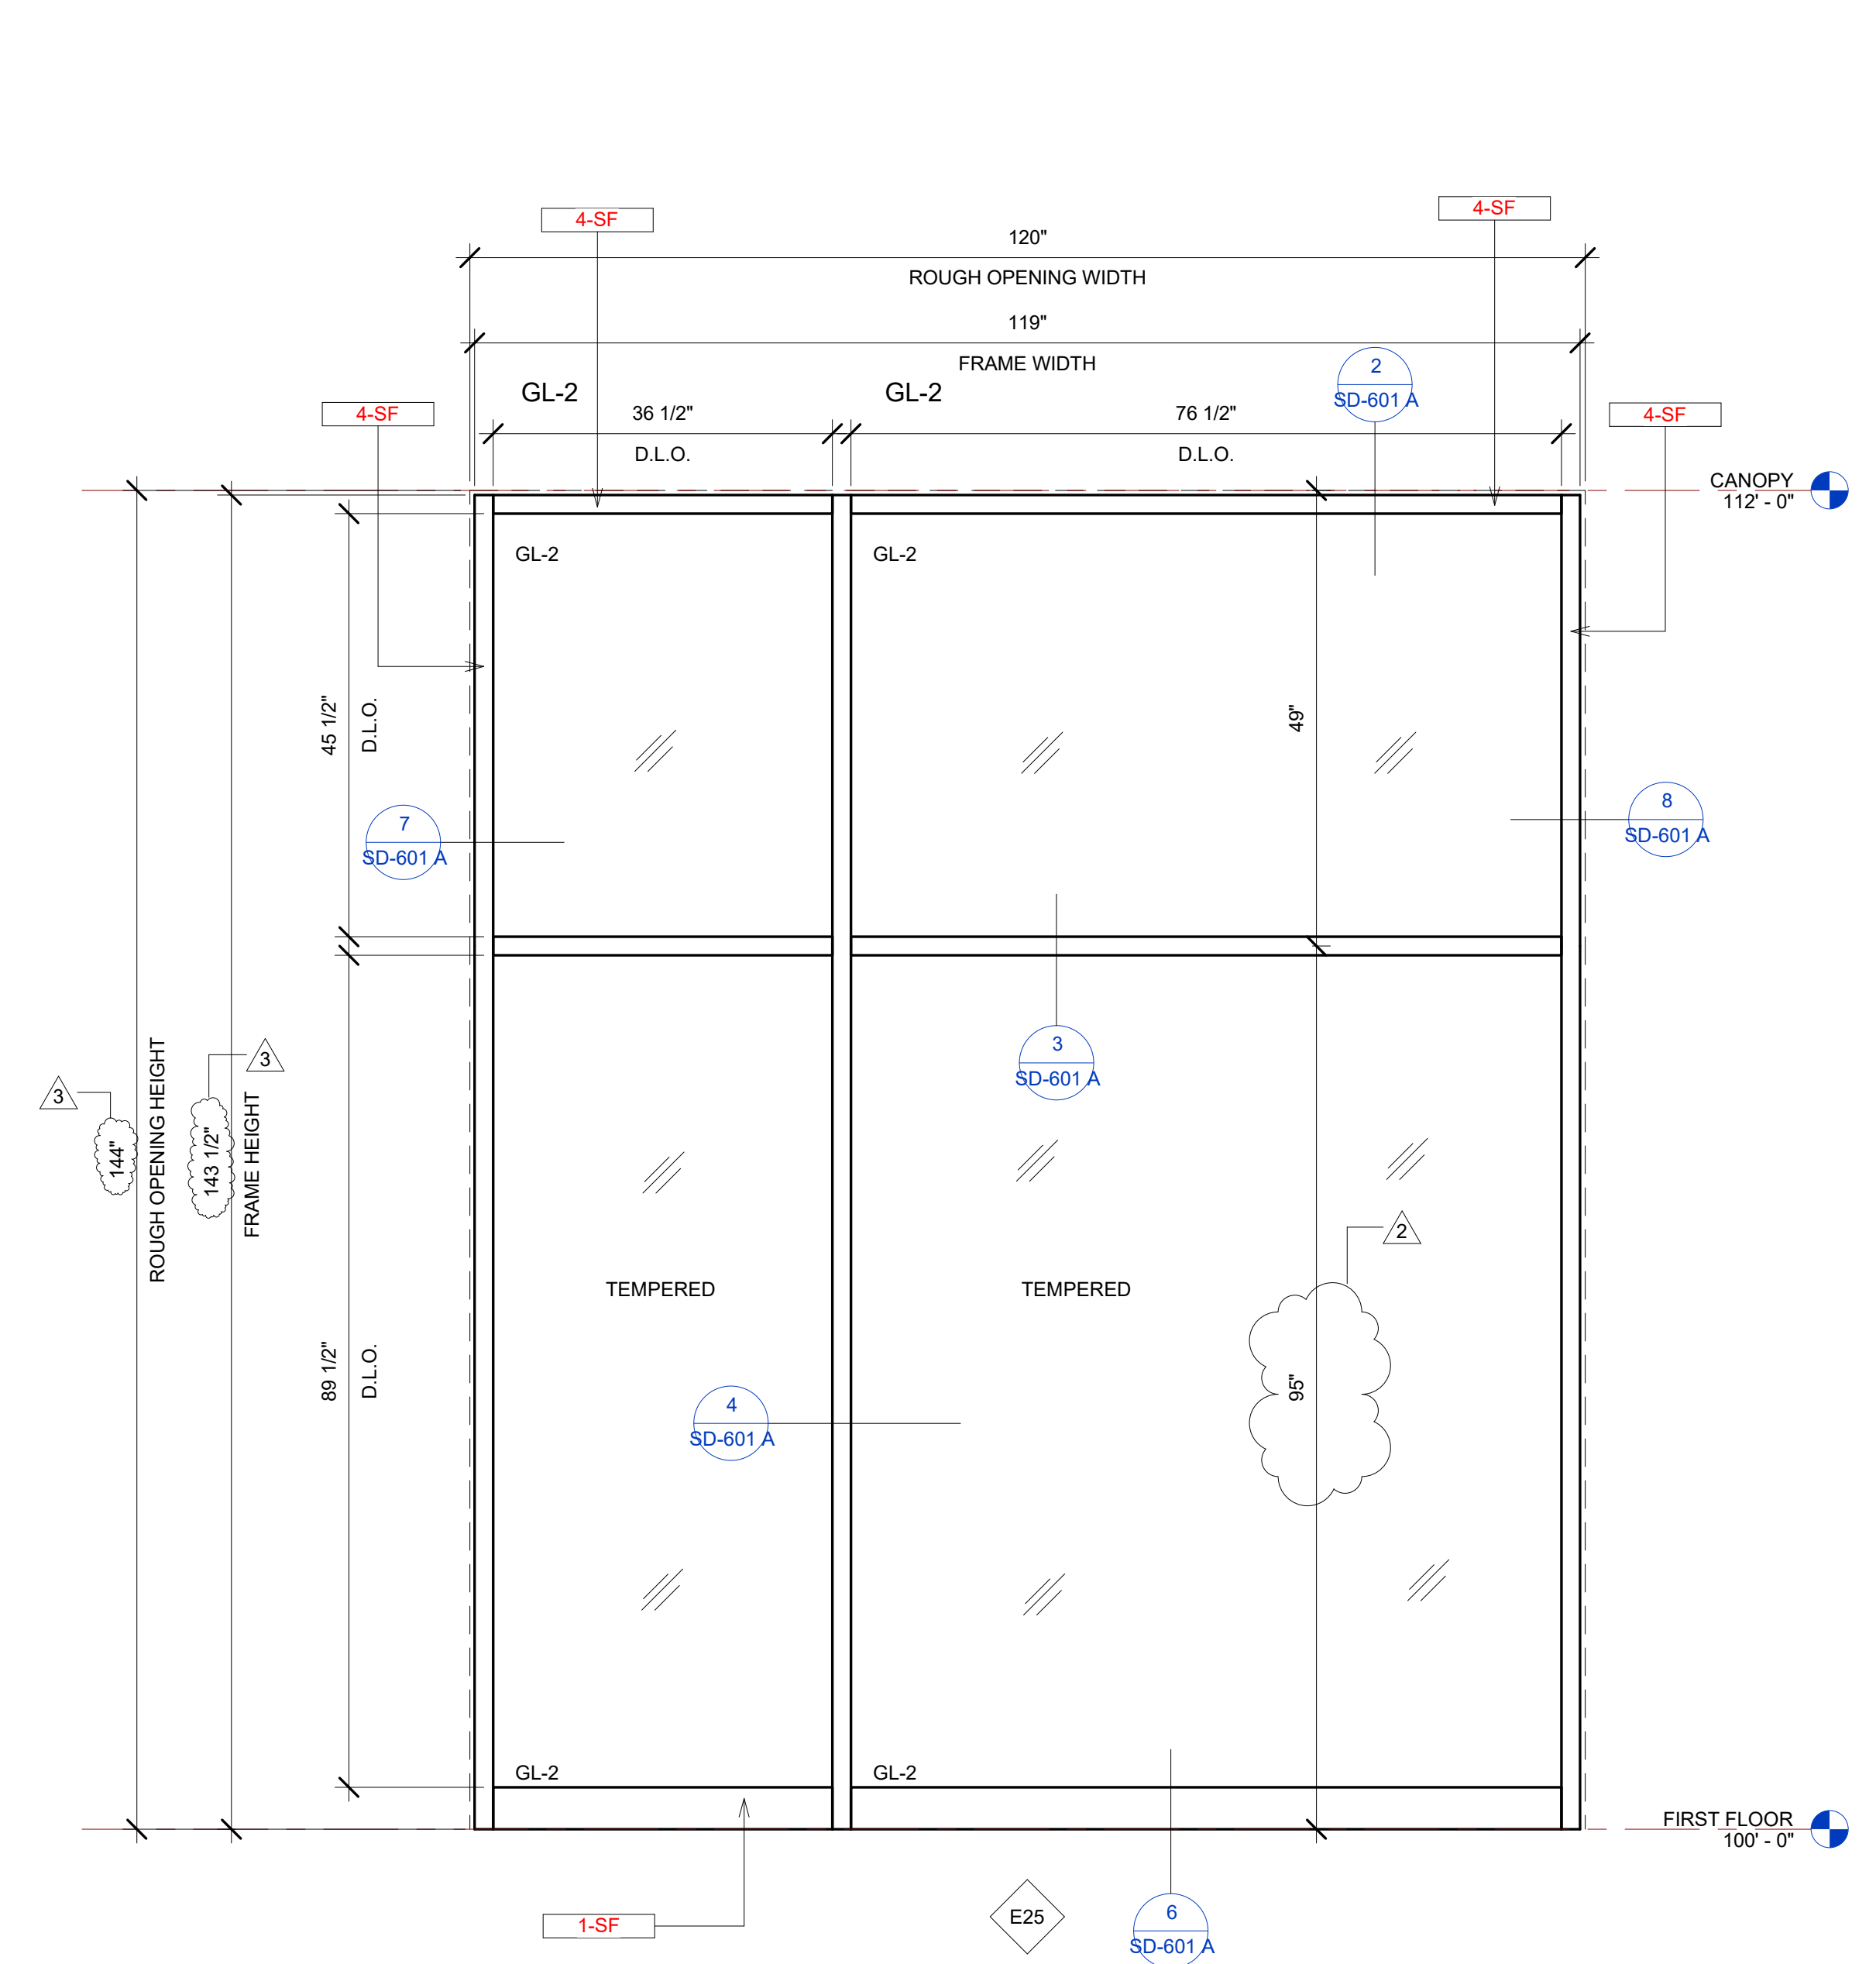 4-SF
4-SF
120"
ROUGH OPENING WIDTH
119"
FRAME WIDTH
2
SD-601 A
GL-2
GL-2
4-SF
36 1/2"
D.L.O.
76 1/2"
D.L.O.
4-SF
CANOPY
112' - 0"
GL-2
GL-2
45 1/2"
D.L.O.
49"
7
SD-601 A
8
SD-601 A
3
SD-601 A
3
144"
ROUGH OPENING HEIGHT
3
143 1/2"
FRAME HEIGHT
2
TEMPERED
TEMPERED
89 1/2"
D.L.O.
95"
4
SD-601 A
GL-2
GL-2
FIRST FLOOR
100' - 0"
1-SF
E25
6
SD-601 A